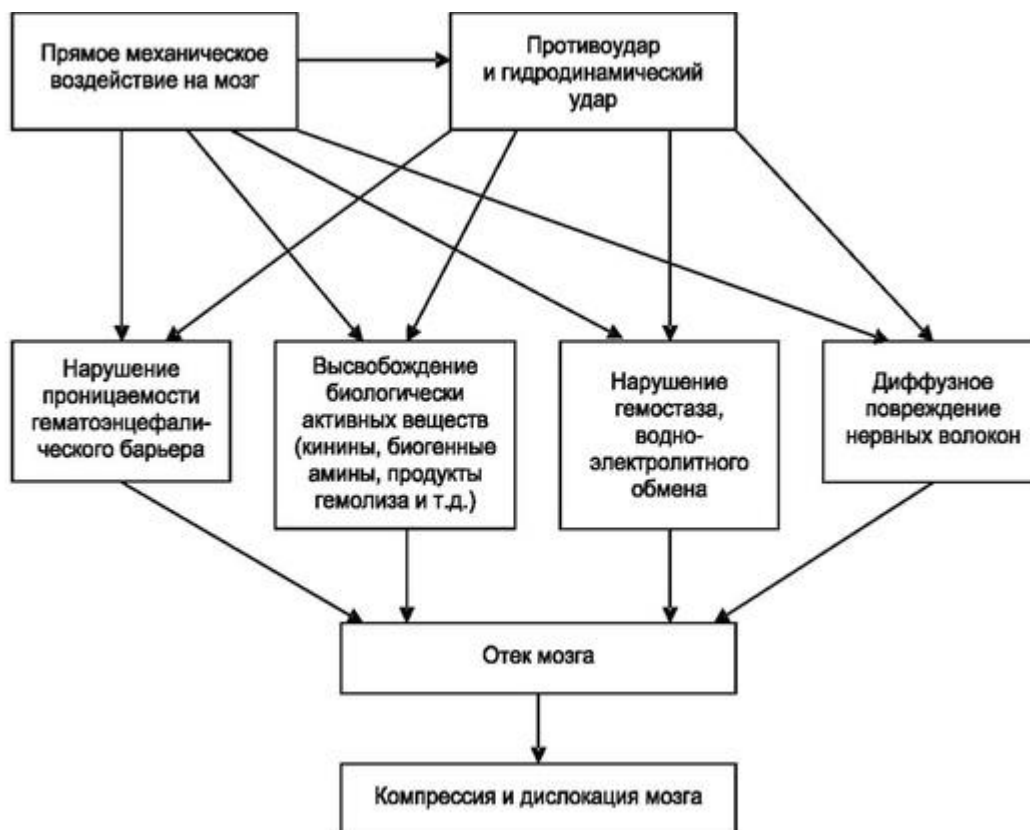 Прямое механическое
воздействие на мозг
Противоудар
и гидродинамический
удар
Нарушение
проницаемости
гематоэнцефали-
ческого барьера
Высвобождение
биологически
активных веществ
(кинины, биогенные
амины, продукты
гемолиза и т.д.)
Нарушение
гемостаза,
водно-
электролитного
обмена
Диффузное
повреждение
нервных волокон
Отек мозга
Компрессия и дислокация мозга